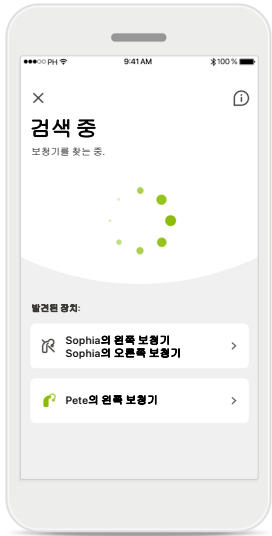 PH 9:41 AM 100 %
검색 중
보청기를 찾는 중.
발견된 장치:
Sophia의 왼쪽 보청기
Sophia의 오른쪽 보청기
Pete의 왼쪽 보청기